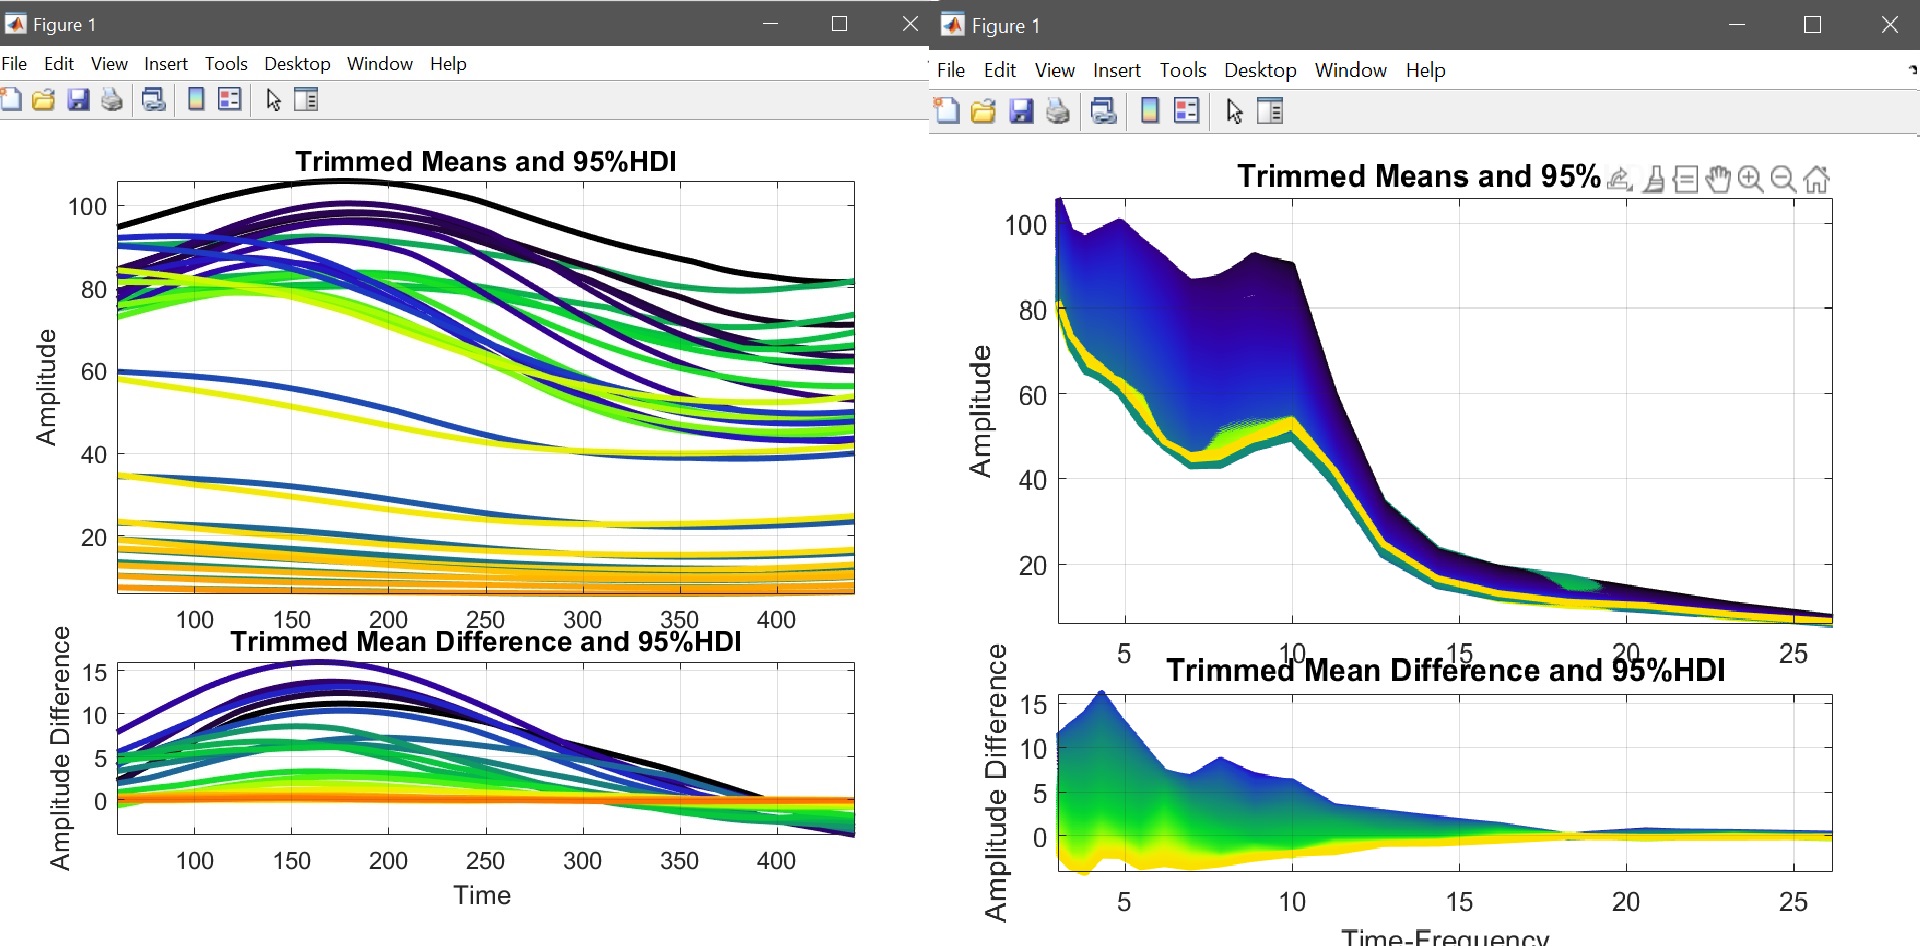 Figure 1
File Edit View Insert Tools Desktop Window Help
Trimmed Means and 95%HDI
Amplitude
100
80
60
40
20
100 150 200 250 300 350 400
Trimmed Mean Difference and 95%HDI
Amplitude Difference
15
10
5
0
100 150 200 250 300 350 400
Time
Figure 1
File Edit View Insert Tools Desktop Window Help
Trimmed Means and 95%
Amplitude
100
80
60
40
20
5 10 15 20 25
Trimmed Mean Difference and 95%HDI
Amplitude Difference
15
10
5
0
5 10 15 20 25
Time-Frequency